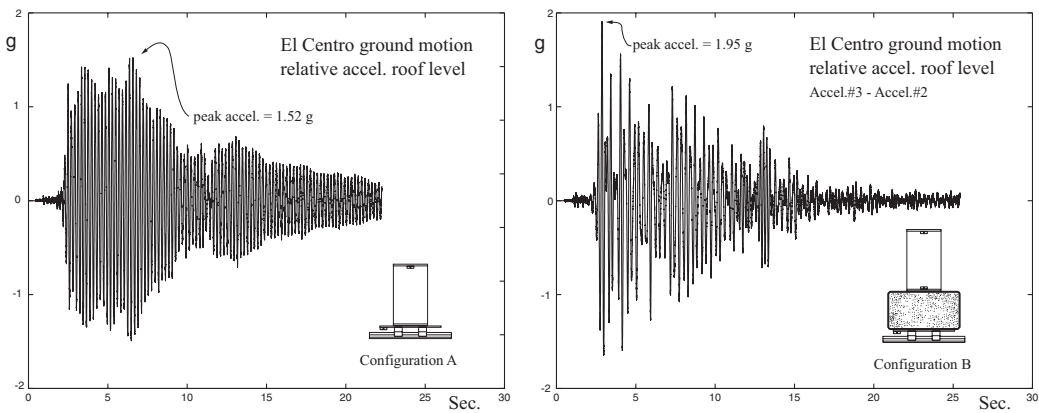 2
g
El Centro ground motion
relative accel. roof level
peak accel. = 1.52 g
1
0
-1
-2
Configuration A
0 5 10 15 20 25 30
Sec.
2
g
peak accel. = 1.95 g
El Centro ground motion
relative accel. roof level
Accel.#3 - Accel.#2
1
0
-1
-2
Configuration B
0 5 10 15 20 25 30
Sec.